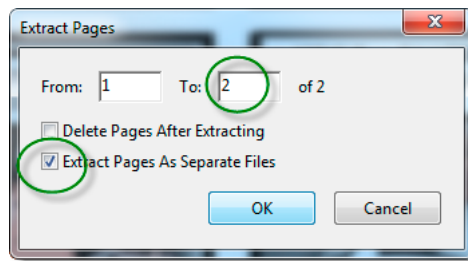 Extract Pages
From: 1 To: 2 of 2
Delete Pages After Extracting
Extract Pages As Separate Files
OK Cancel